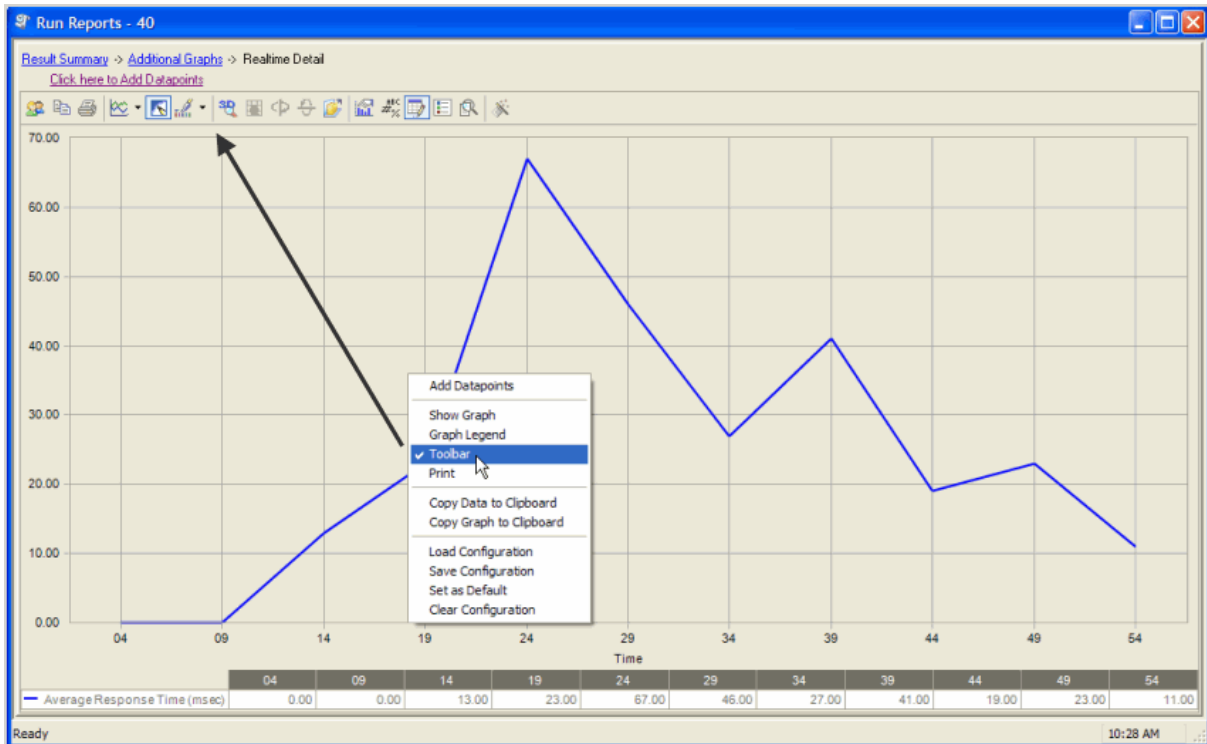 Run Reports - 40
Result Summary -> Additional Graphs -> Realtime Detail
Click here to Add Datapoints
3D
ABC
#%
70.00
60.00
50.00
40.00
30.00
20.00
10.00
0.00
Add Datapoints
Show Graph
Graph Legend
Toolbar
Print
Copy Data to Clipboard
Copy Graph to Clipboard
Load Configuration
Save Configuration
Set as Default
Clear Configuration
04 09 14 19 24 29 34 39 44 49 54
Time
04 09 14 19 24 29 34 39 44 49 54
Average Response Time (msec) 0.00 0.00 13.00 23.00 67.00 46.00 27.00 41.00 19.00 23.00 11.00
Ready 10:28 AM